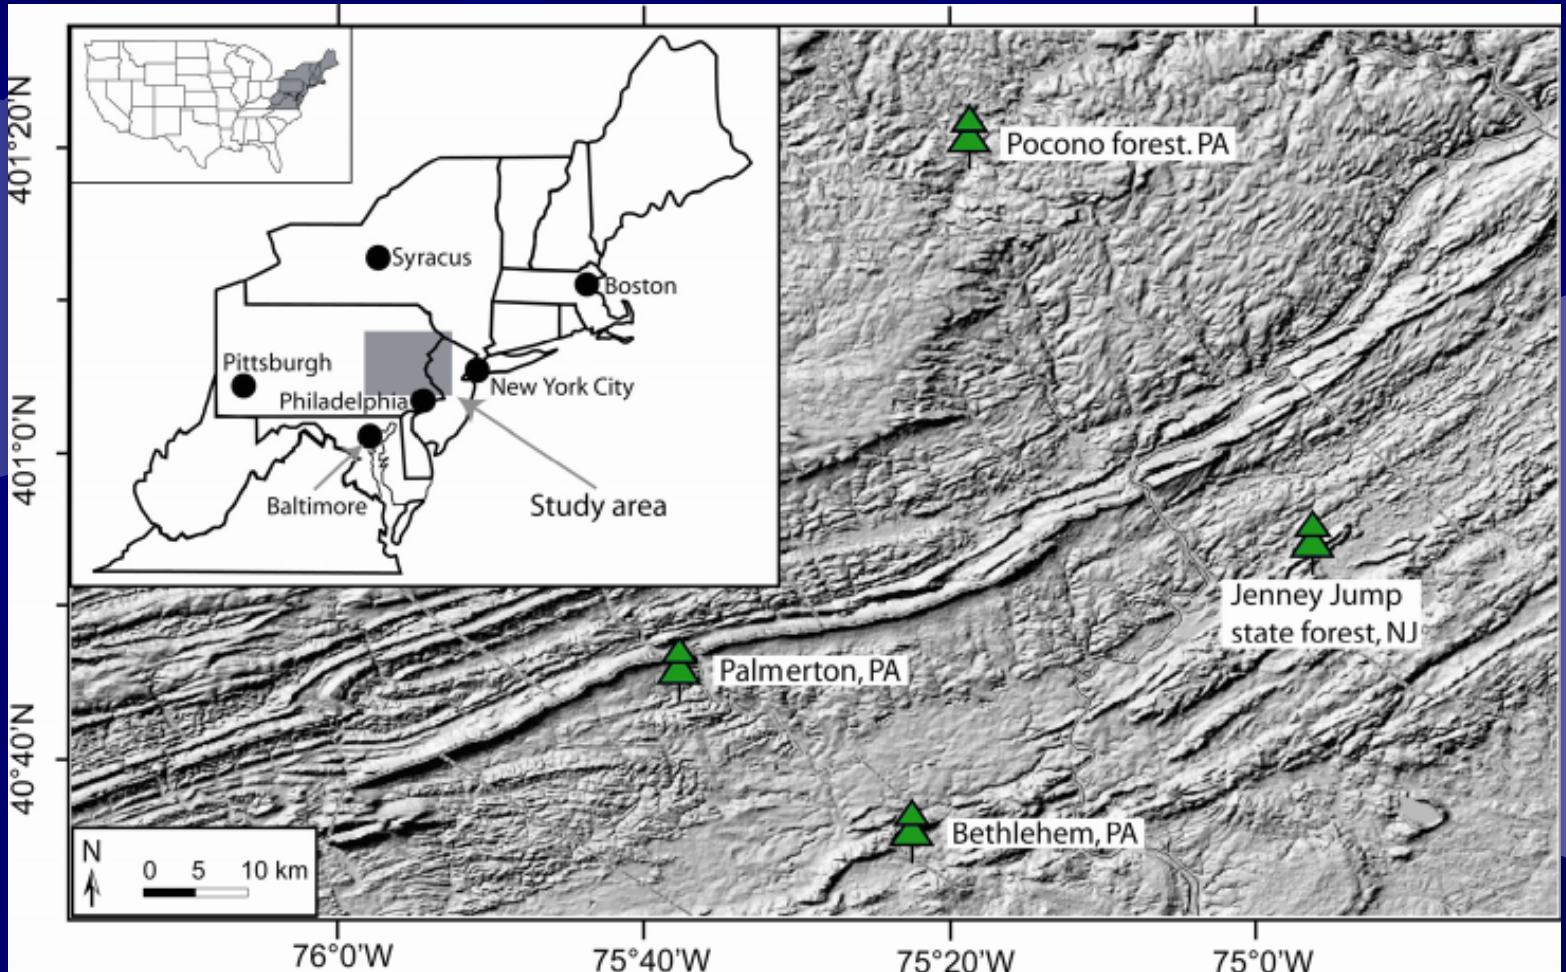 401°20'N
401°0'N
40°40'N
Syracus
Boston
Pittsburgh
New York City
Philadelphia
Baltimore
Study area
Pocono forest. PA
Jenney Jump
state forest, NJ
Palmerton, PA
Bethlehem, PA
N
0 5 10 km
76°0'W
75°40'W
75°20'W
75°0'W